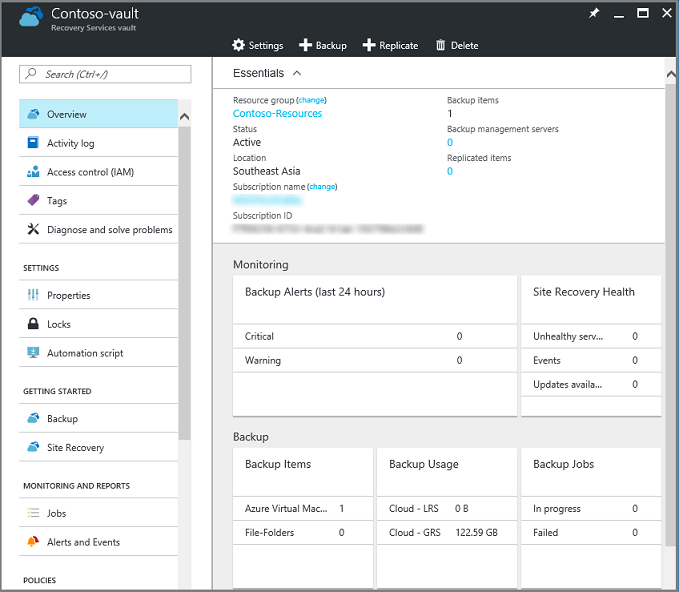 Contoso-vault
Recovery Services vault
Settings Backup Replicate Delete
Search (Ctrl+/)
Overview
Activity log
Access control (IAM)
Tags
Diagnose and solve problems
SETTINGS
Properties
Locks
Automation script
GETTING STARTED
Backup
Site Recovery
MONITORING AND REPORTS
Jobs
Alerts and Events
POLICIES
Essentials
Resource group (change)
Contoso-Resources
Status
Active
Location
Southeast Asia
Subscription name (change)
Subscription ID
Backup items
1
Backup management servers
0
Replicated items
0
Monitoring
Backup Alerts (last 24 hours)
Critical 0
Warning 0
Site Recovery Health
Unhealthy serv... 0
Events 0
Updates availa... 0
Backup
Backup Items
Azure Virtual Mac... 1
File-Folders 0
Backup Usage
Cloud - LRS 0 B
Cloud - GRS 122.59 GB
Backup Jobs
In progress 0
Failed 0